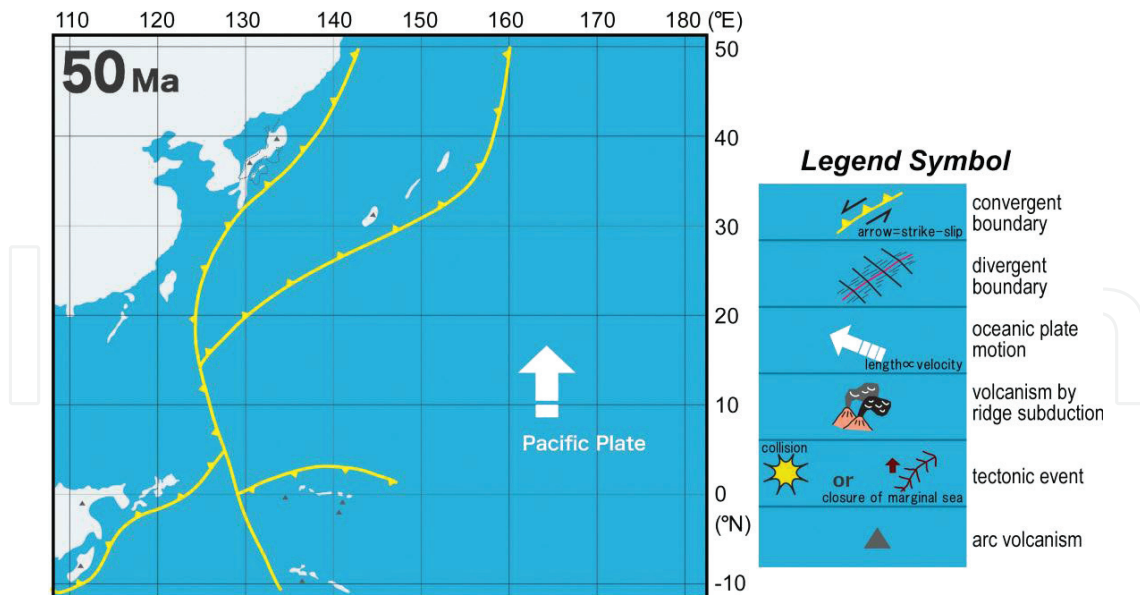 110 120 130 140 150 160 170 180 (°E)
50 Ma
50
40
30
20
10
0
(°N)
-10
Pacific Plate
Legend Symbol
arrow=strike-slip
convergent
boundary
divergent
boundary
length∝velocity
oceanic plate
motion
volcanism by
ridge subduction
collision
or
closure of marginal sea
tectonic event
arc volcanism